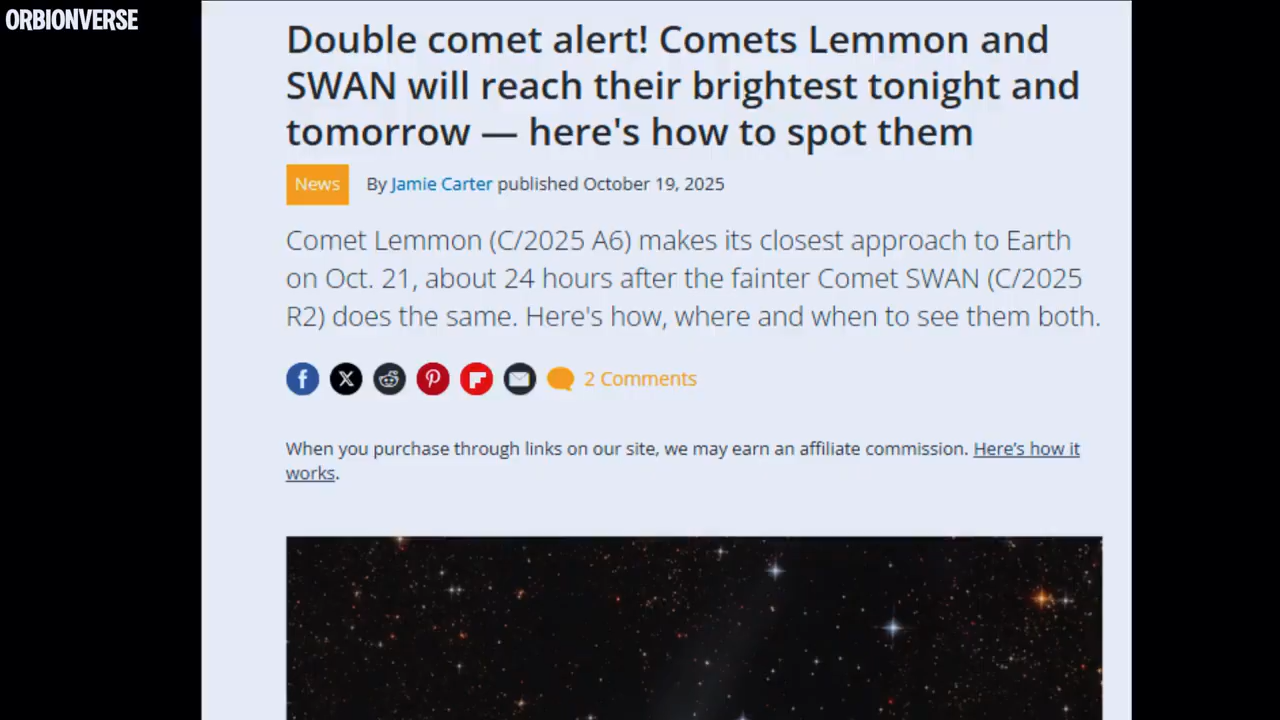 ORBIONVERSE
Double comet alert! Comets Lemmon and
SWAN will reach their brightest tonight and
tomorrow — here's how to spot them
News By Jamie Carter published October 19, 2025
Comet Lemmon (C/2025 A6) makes its closest approach to Earth
on Oct. 21, about 24 hours after the fainter Comet SWAN (C/2025
R2) does the same. Here's how, where and when to see them both.
2 Comments
When you purchase through links on our site, we may earn an affiliate commission. Here’s how it
works.